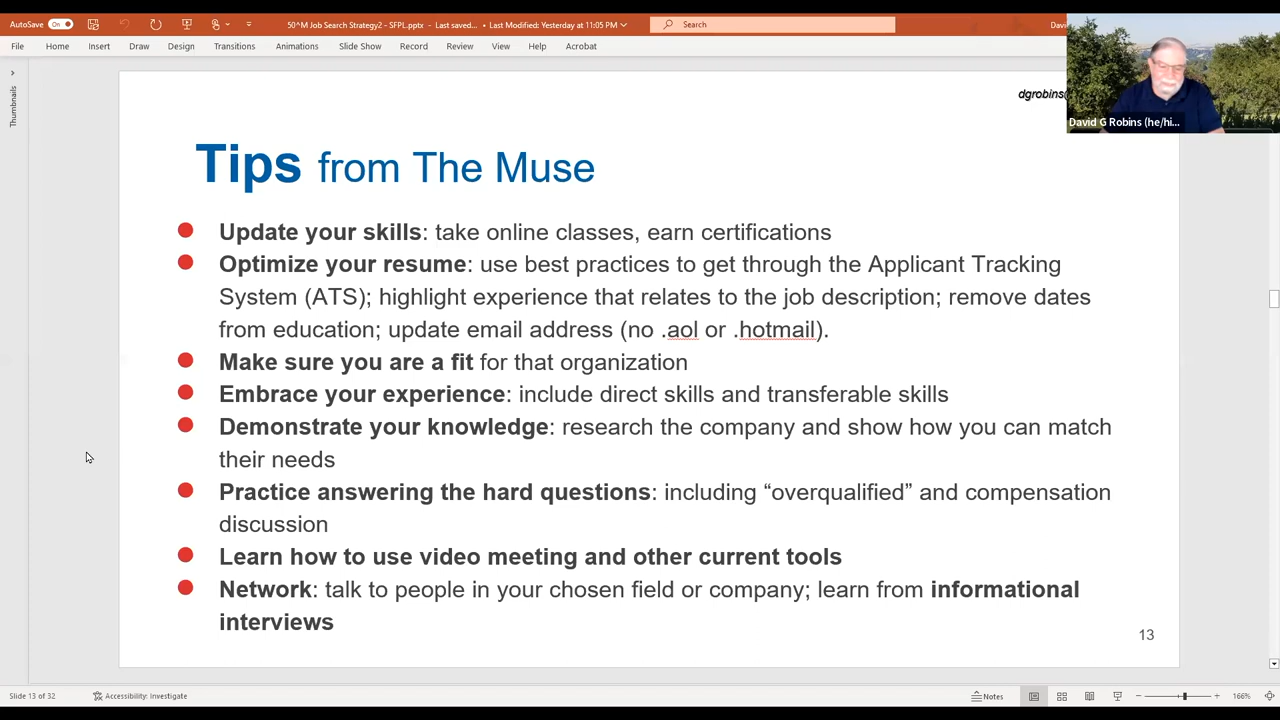 AutoSave On 50^M Job Search Strategy2 - SFPL.pptx - Last saved... • Last Modified: Yesterday at 11:05 PM Search
File Home Insert Draw Design Transitions Animations Slide Show Record Review View Help Acrobat
Thumbnails
dgrobins@
David G Robins (he/hi...
Tips from The Muse
Update your skills: take online classes, earn certifications
Optimize your resume: use best practices to get through the Applicant Tracking
System (ATS); highlight experience that relates to the job description; remove dates
from education; update email address (no .aol or .hotmail).
Make sure you are a fit for that organization
Embrace your experience: include direct skills and transferable skills
Demonstrate your knowledge: research the company and show how you can match
their needs
Practice answering the hard questions: including “overqualified” and compensation
discussion
Learn how to use video meeting and other current tools
Network: talk to people in your chosen field or company; learn from informational
interviews
13
Slide 13 of 32 Accessibility: Investigate Notes 166%